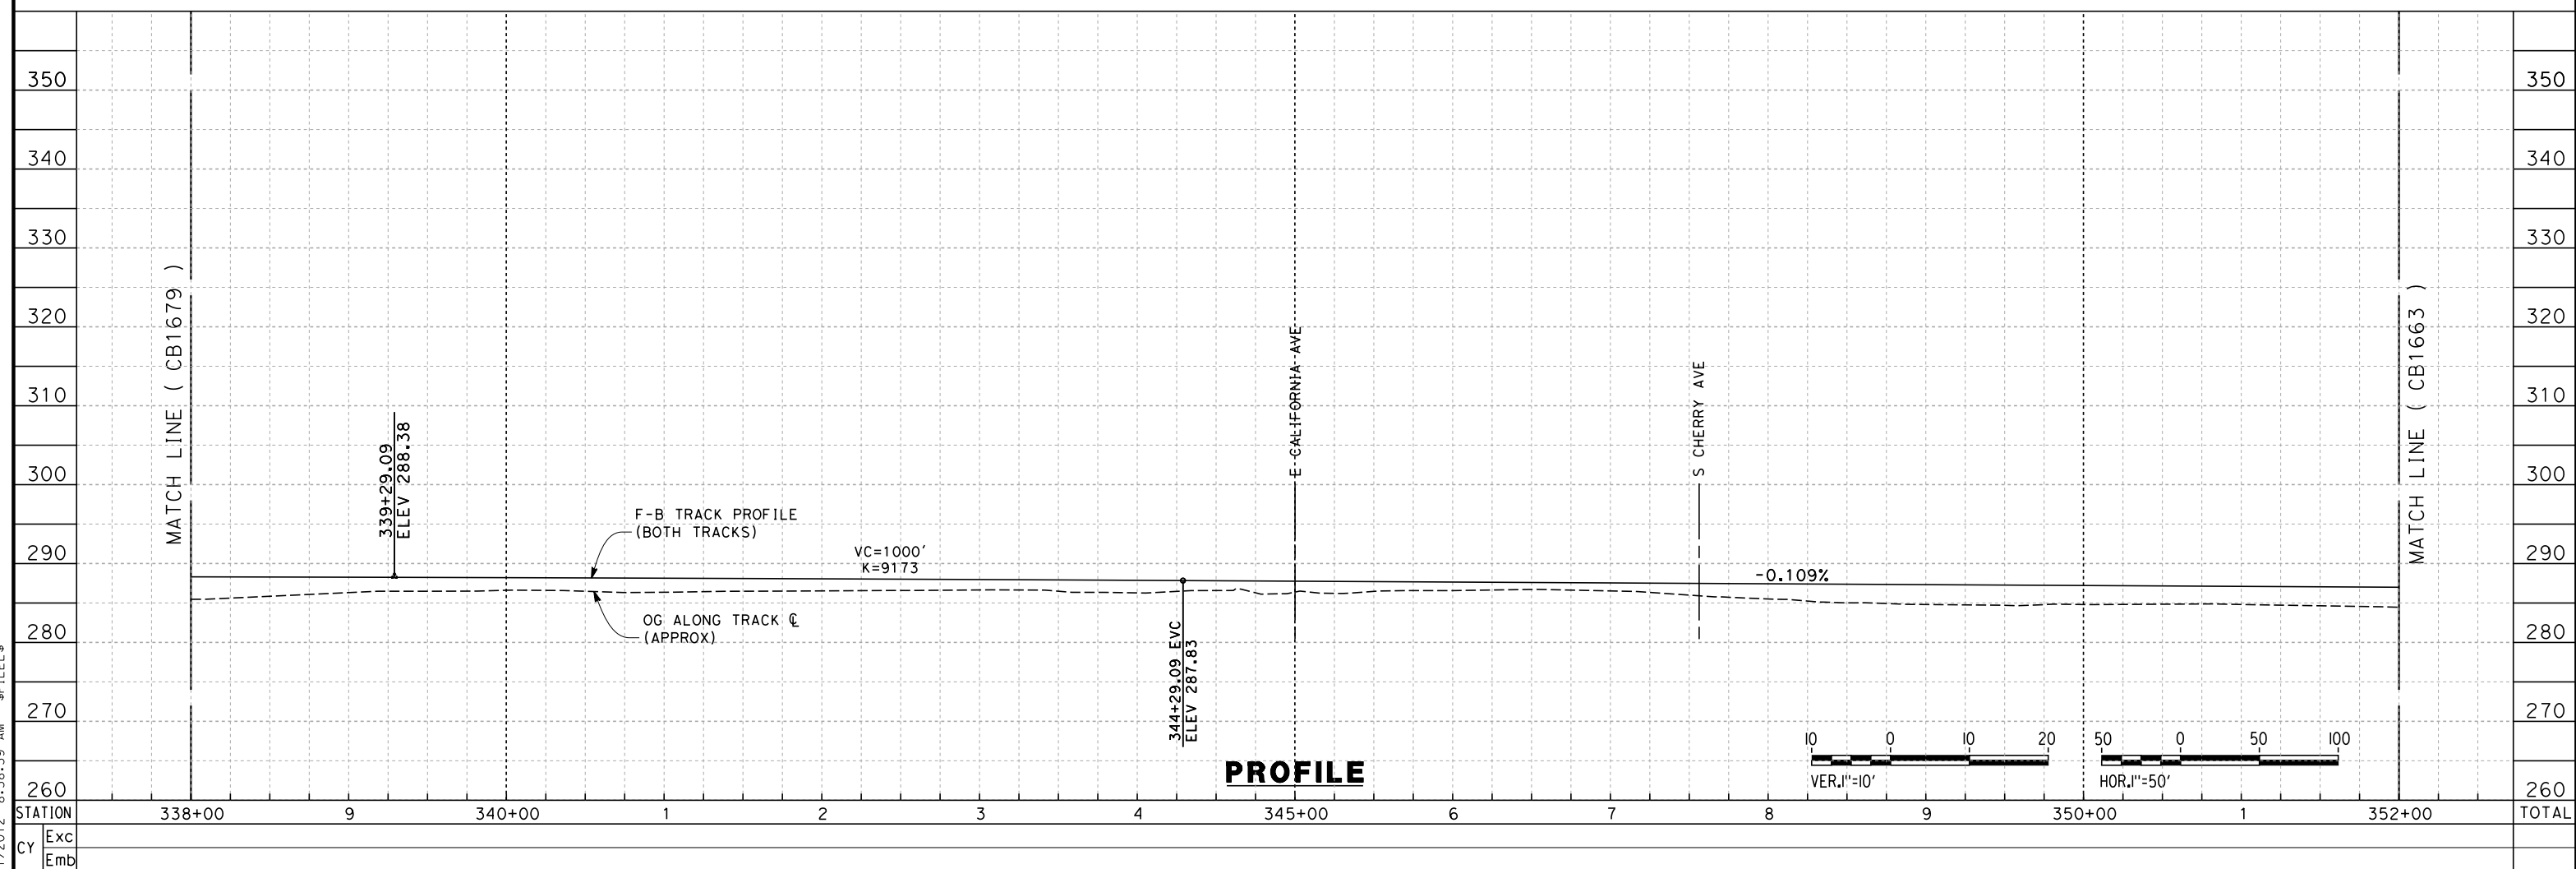 350
350
340
340
330
330
320
320
310
310
300
300
290
290
280
280
270
270
260
260
MATCH LINE ( CB1679 )
339+29.09
ELEV 288.38
F-B TRACK PROFILE
(BOTH TRACKS)
VC=1000'
K=9173
OG ALONG TRACK ℄
(APPROX)
344+29.09 EVC
ELEV 287.83
E CALIFORNIA AVE
S CHERRY AVE
-0.109%
MATCH LINE ( CB1663 )
PROFILE
10 0 10 20
VER.1"=10'
50 0 50 100
HOR.1"=50'
STATION 338+00 9 340+00 1 2 3 4 345+00 6 7 8 9 350+00 1 352+00 TOTAL
CY
Exc
Emb